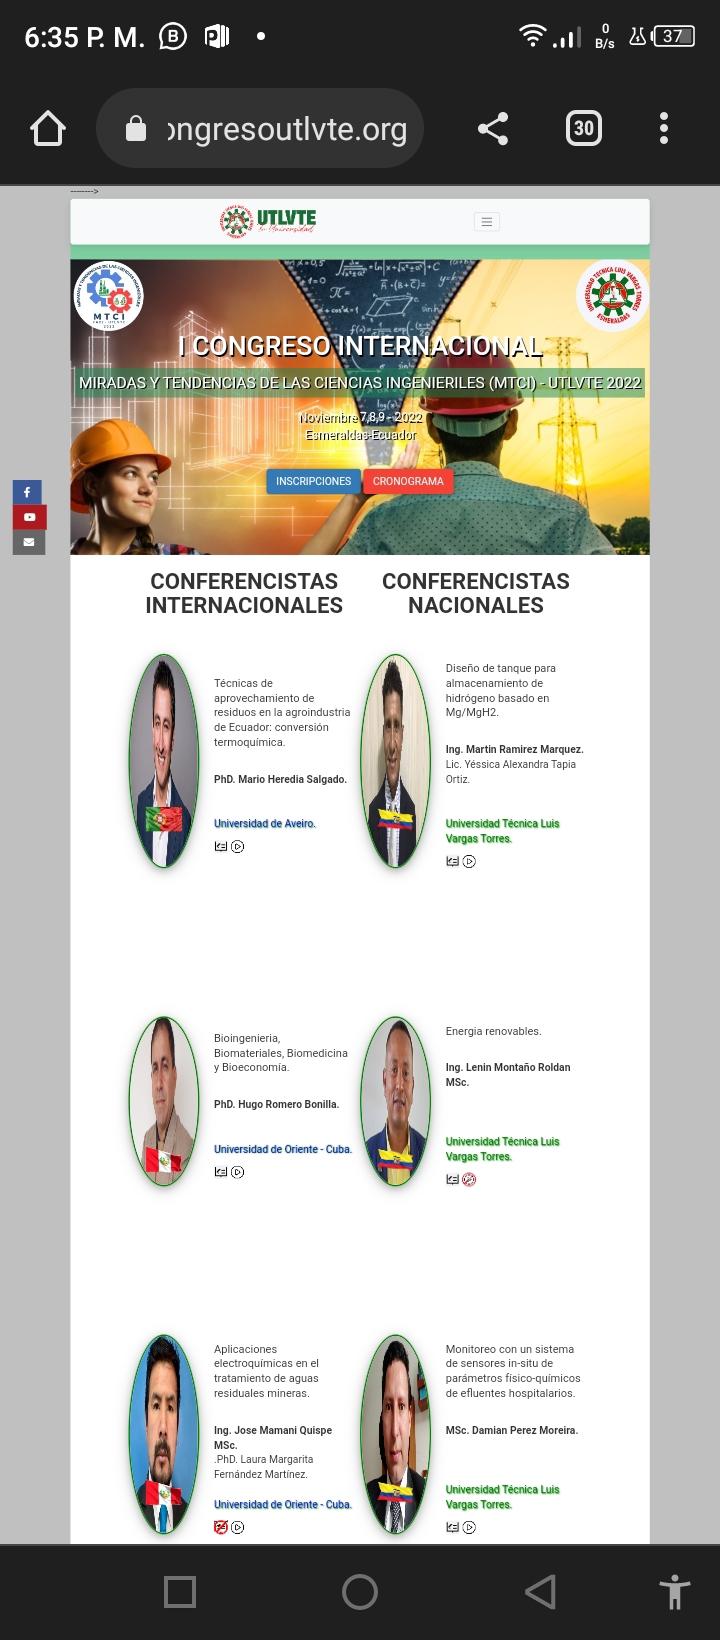 6:35 P. M.
0
B/s
37
ongresoutlvte.org
30
-------->
UTLVTE
MTCI
I CONGRESO INTERNACIONAL
MIRADAS Y TENDENCIAS DE LAS CIENCIAS INGENIERILES (MTCI) - UTLVTE 2022
Noviembre 7,8,9 - 2022
Esmeraldas-Ecuador
INSCRIPCIONES
CRONOGRAMA
CONFERENCISTAS
INTERNACIONALES
Técnicas de
aprovechamiento de
residuos en la agroindustria
de Ecuador: conversión
termoquímica.
PhD. Mario Heredia Salgado.
Universidad de Aveiro.
Bioingenieria,
Biomateriales, Biomedicina
y Bioeconomía.
PhD. Hugo Romero Bonilla.
Universidad de Oriente - Cuba.
Aplicaciones
electroquímicas en el
tratamiento de aguas
residuales mineras.
Ing. Jose Mamani Quispe
MSc.
.PhD. Laura Margarita
Fernández Martínez.
Universidad de Oriente - Cuba.
CONFERENCISTAS
NACIONALES
Diseño de tanque para
almacenamiento de
hidrógeno basado en
Mg/MgH2.
Ing. Martin Ramirez Marquez.
Lic. Yéssica Alexandra Tapia
Ortiz.
Universidad Técnica Luis
Vargas Torres.
Energia renovables.
Ing. Lenin Montaño Roldan
MSc.
Universidad Técnica Luis
Vargas Torres.
Monitoreo con un sistema
de sensores in-situ de
parámetros físico-químicos
de efluentes hospitalarios.
MSc. Damian Perez Moreira.
Universidad Técnica Luis
Vargas Torres.